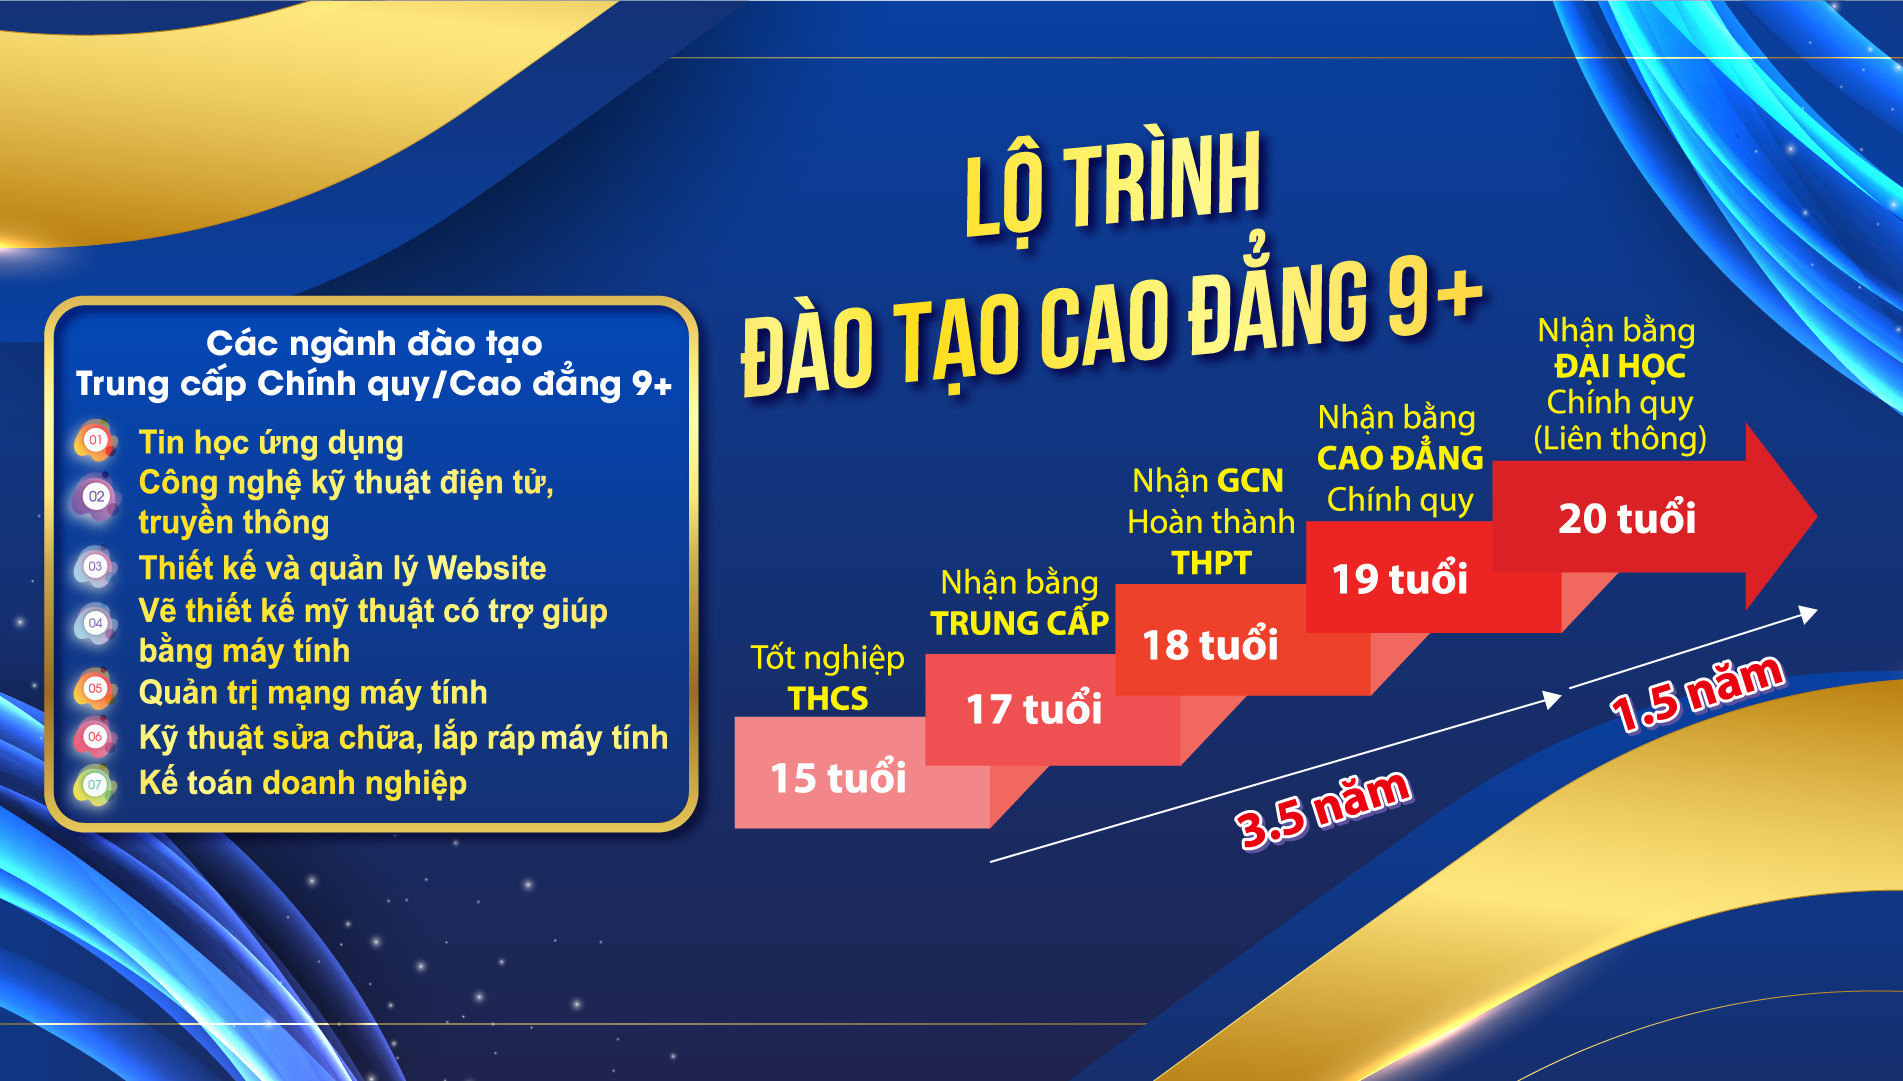 LỘ TRÌNH
ĐÀO TẠO CAO ĐẲNG 9+
Các ngành đào tạo
Trung cấp Chính quy/Cao đẳng 9+
01 Tin học ứng dụng
02 Công nghệ kỹ thuật điện tử,
truyền thông
03 Thiết kế và quản lý Website
04 Vẽ thiết kế mỹ thuật có trợ giúp
bằng máy tính
05 Quản trị mạng máy tính
06 Kỹ thuật sửa chữa, lắp ráp máy tính
07 Kế toán doanh nghiệp
Tốt nghiệp
THCS
15 tuổi
Nhận bằng
TRUNG CẤP
17 tuổi
Nhận GCN
Hoàn thành
THPT
18 tuổi
Nhận bằng
CAO ĐẲNG
Chính quy
19 tuổi
Nhận bằng
ĐẠI HỌC
Chính quy
(Liên thông)
20 tuổi
3.5 năm
1.5 năm